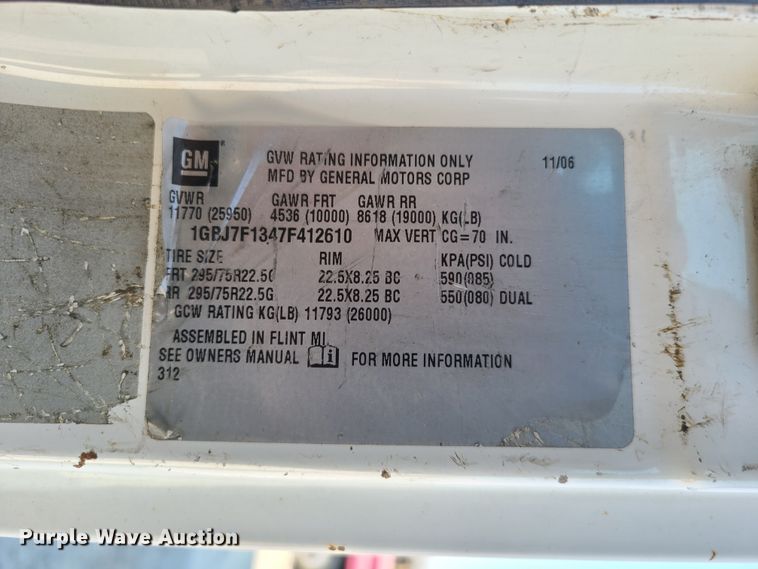 GM
GVW RATING INFORMATION ONLY 11/06
MFD BY GENERAL MOTORS CORP
GVWR GAWR FRT GAWR RR
11770 (25950) 4536 (10000) 8618 (19000) KG(LB)
1GBJ7F1347F412610 MAX VERT CG=70 IN.
TIRE SIZE RIM KPA(PSI) COLD
FRT 295/75R22.5G 22.5X8.25 BC 590(085)
RR 295/75R22.5G 22.5X8.25 BC 550(080) DUAL
GCW RATING KG(LB) 11793 (26000)
ASSEMBLED IN FLINT MI
SEE OWNERS MANUAL i FOR MORE INFORMATION
312
Purple Wave Auction